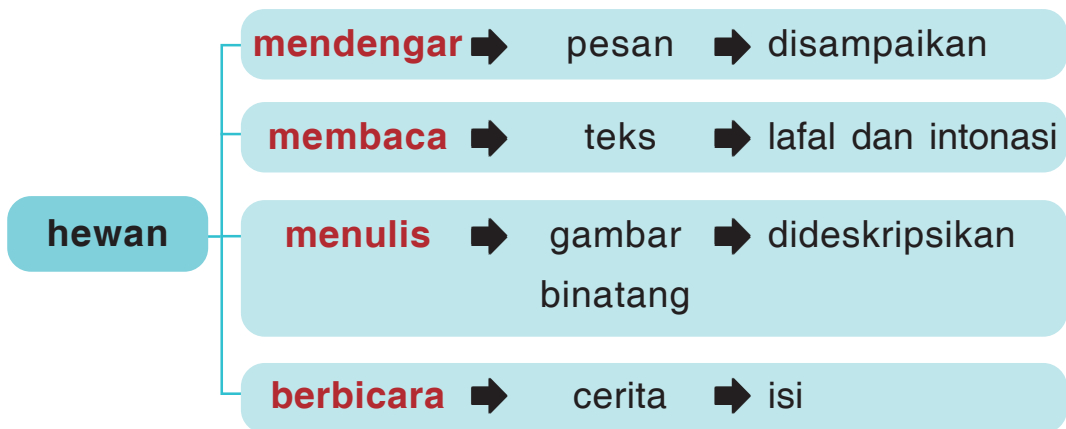 mendengar pesan disampaikan
membaca teks lafal dan intonasi
hewan
menulis gambar dideskripsikan
binatang
berbicara cerita isi